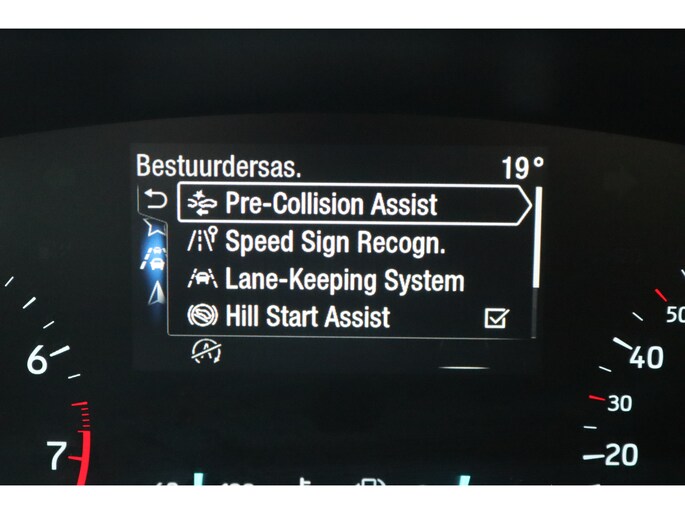 Bestuurdersas. 19°
Pre-Collision Assist
Speed Sign Recogn.
Lane-Keeping System
Hill Start Assist
6
7
50
40
30
20